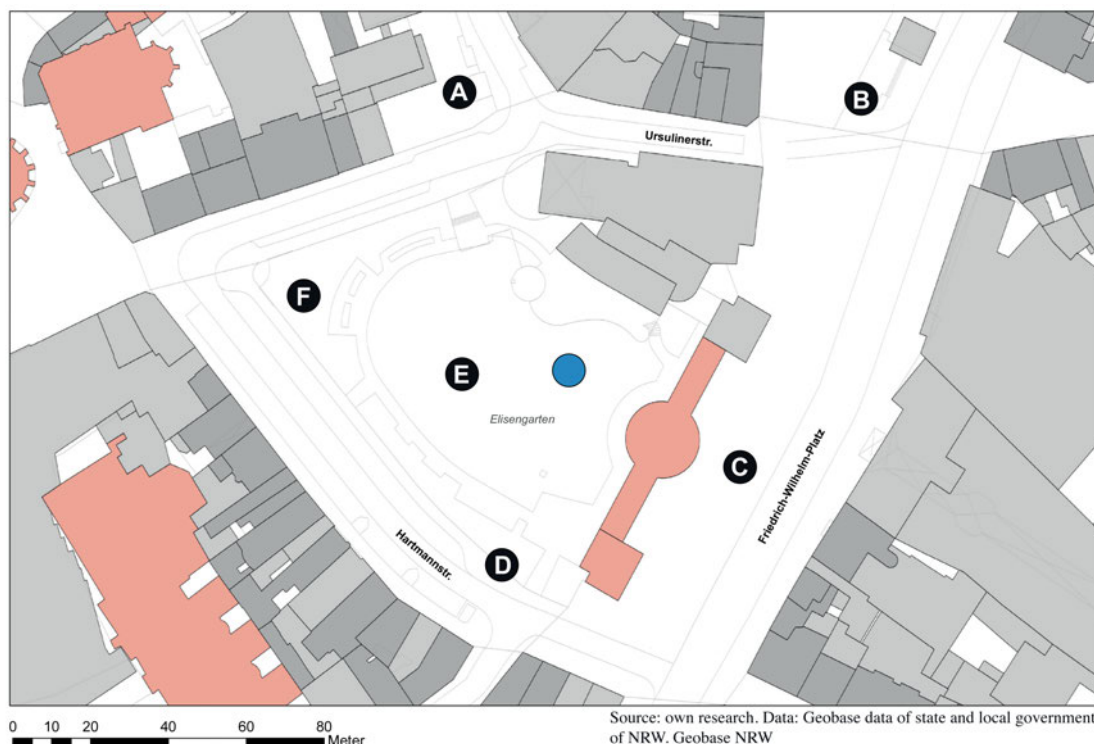 A
B
Ursulinerstr.
F
E
Elisengarten
C
Friedrich-Wilhelm-Platz
Hartmannstr.
D
0 20 40 60 80
Meter
Source: own research. Data: Geobase data of state and local government
of NRW. Geobase NRW